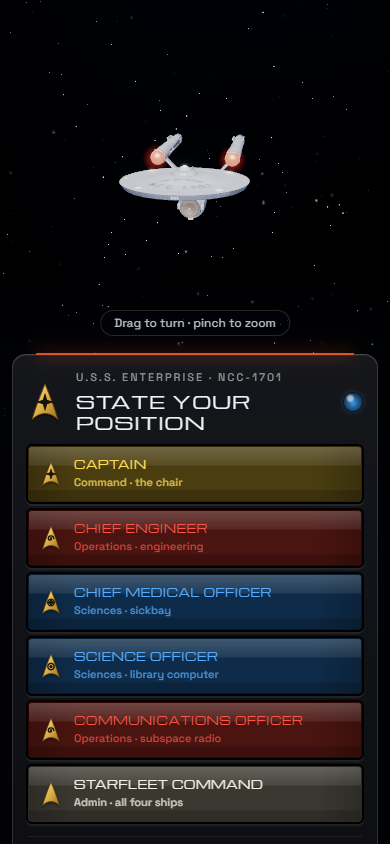 Drag to turn · pinch to zoom
U.S.S. ENTERPRISE · NCC-1701
STATE YOUR
POSITION
CAPTAIN
Command · the chair
CHIEF ENGINEER
Operations · engineering
CHIEF MEDICAL OFFICER
Sciences · sickbay
SCIENCE OFFICER
Sciences · library computer
COMMUNICATIONS OFFICER
Operations · subspace radio
STARFLEET COMMAND
Admin · all four ships